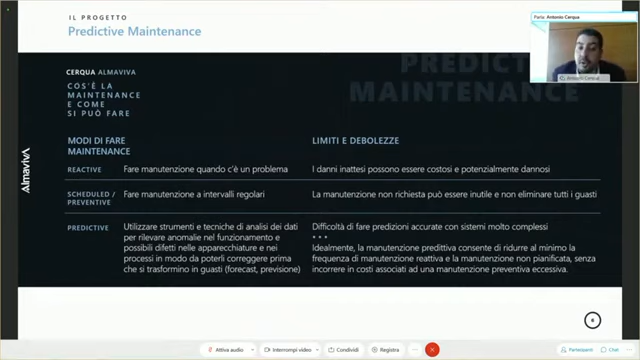 IL PROGETTO
Predictive Maintenance
Parla: Antonio Cerqua
Antonio Cerqua
CERQUA ALMAVIVA
COS'È LA
MAINTENANCE
E COME
SI PUÒ FARE
MAINTENANCE
Almaviva
MODI DI FARE
MAINTENANCE
LIMITI E DEBOLEZZE
REACTIVE
Fare manutenzione quando c'è un problema
I danni inattesi possono essere costosi e potenzialmente dannosi
SCHEDULED /
PREVENTIVE
Fare manutenzione a intervalli regolari
La manutenzione non richiesta può essere inutile e non eliminare tutti i guasti
PREDICTIVE
Utilizzare strumenti e tecniche di analisi dei dati
per rilevare anomalie nel funzionamento e
possibili difetti nelle apparecchiature e nei
processi in modo da poterli correggere prima
che si trasformino in guasti (forecast, previsione)
Difficoltà di fare predizioni accurate con sistemi molto complessi
***
Idealmente, la manutenzione predittiva consente di ridurre al minimo la
frequenza di manutenzione reattiva e la manutenzione non pianificata, senza
incorrere in costi associati ad una manutenzione preventiva eccessiva.
6
Attiva audio
Interrompi video
Condividi
Registra
Partecipanti
Chat